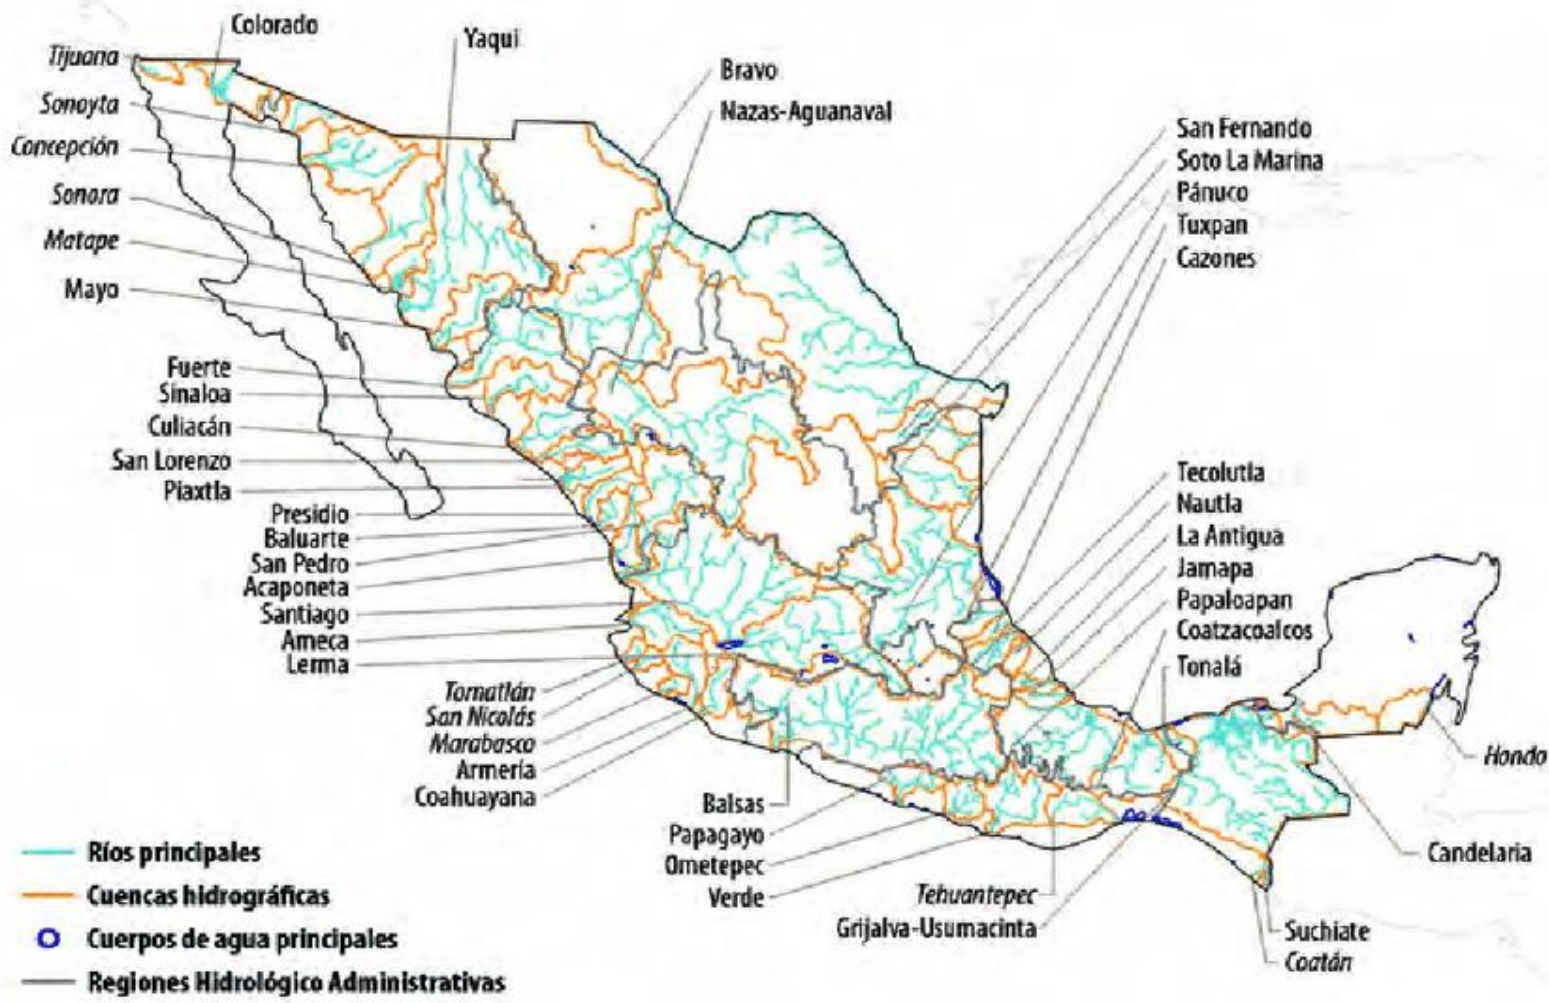 Colorado
Yaqui
Tijuana
Sonoyta
Concepción
Sonora
Matape
Mayo
Fuerte
Sinaloa
Culiacán
San Lorenzo
Piaxtla
Presidio
Baluarte
San Pedro
Acaponeta
Santiago
Ameca
Lerma
Tomatlán
San Nicolás
Marabasco
Armería
Coahuayana
Bravo
Nazas-Aguanaval
San Fernando
Soto La Marina
Pánuco
Tuxpan
Cazones
Tecolutla
Nautla
La Antigua
Jamapa
Papaloapan
Coatzacoalcos
Tonalá
Hondo
Candelaria
Suchiate
Coatán
Balsas
Papagayo
Ometepec
Verde
Tehuantepec
Grijalva-Usumacinta
Ríos principales
Cuencas hidrográficas
Cuerpos de agua principales
Regiones Hidrológico Administrativas